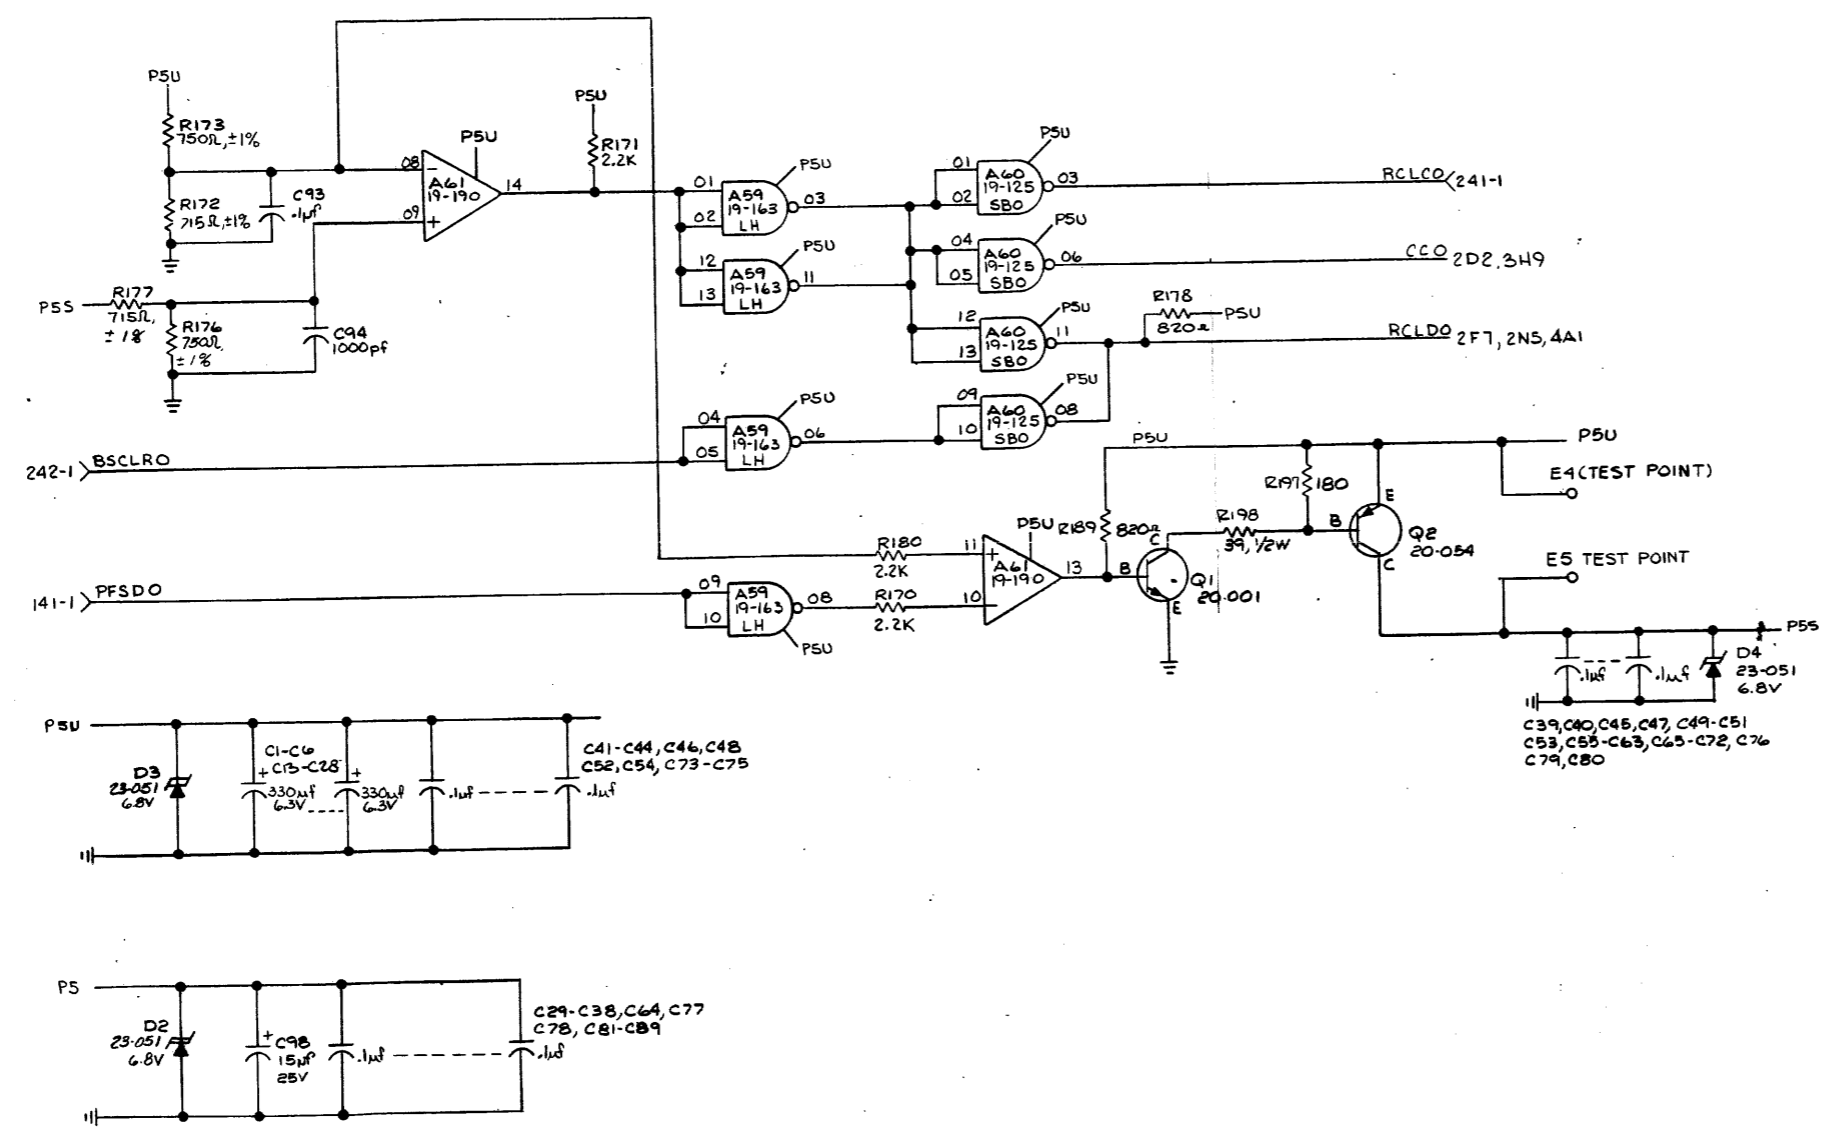 P5U
R173
750Ω,±1%
R172
715Ω,±1%
C93
.1μf
P5S
R177
715Ω,
±1%
R176
750Ω,
±1%
C94
1000pf
08
-
P5U
A61
19-190
14
09
+
P5U
R171
2.2K
01
02
A59
19-163
LH
P5U
03
12
13
A59
19-163
LH
P5U
11
01
02
A60
19-125
SBO
P5U
03
RCLCO
241-1
04
05
A60
19-125
SBO
P5U
06
CCO
2D2,3H9
12
13
A60
19-125
SBO
P5U
11
R178
820Ω
P5U
RCLDO
2F7,2N5,4A1
242-1
BSCLRO
04
05
A59
19-163
LH
P5U
06
09
10
A60
19-125
SBO
P5U
08
141-1
PFSDO
09
10
A59
19-163
LH
P5U
08
R180
2.2K
R170
2.2K
11
+
10
-
A61
19-190
P5U
13
P5U
R189
820Ω
B
C
E
Q1
20-001
R198
39,1/2W
R197
180
B
E
C
Q2
20-054
P5U
E4(TEST POINT)
E5 TEST POINT
P5S
.1μf
.1μf
D4
23-051
6.8V
C39,C40,C45,C47,C49-C51
C53,C55-C63,C65-C72,C76
C79,C80
P5U
D3
23-051
6.8V
C1-C6
C13-C28
+
330μf
6.3V
+
330μf
6.3V
.1μf
C41-C44,C46,C48
C52,C54,C73-C75
.1μf
P5
D2
23-051
6.8V
+
C98
15μf
25V
.1μf
C29-C38,C64,C77
C78,C81-C89
.1μf